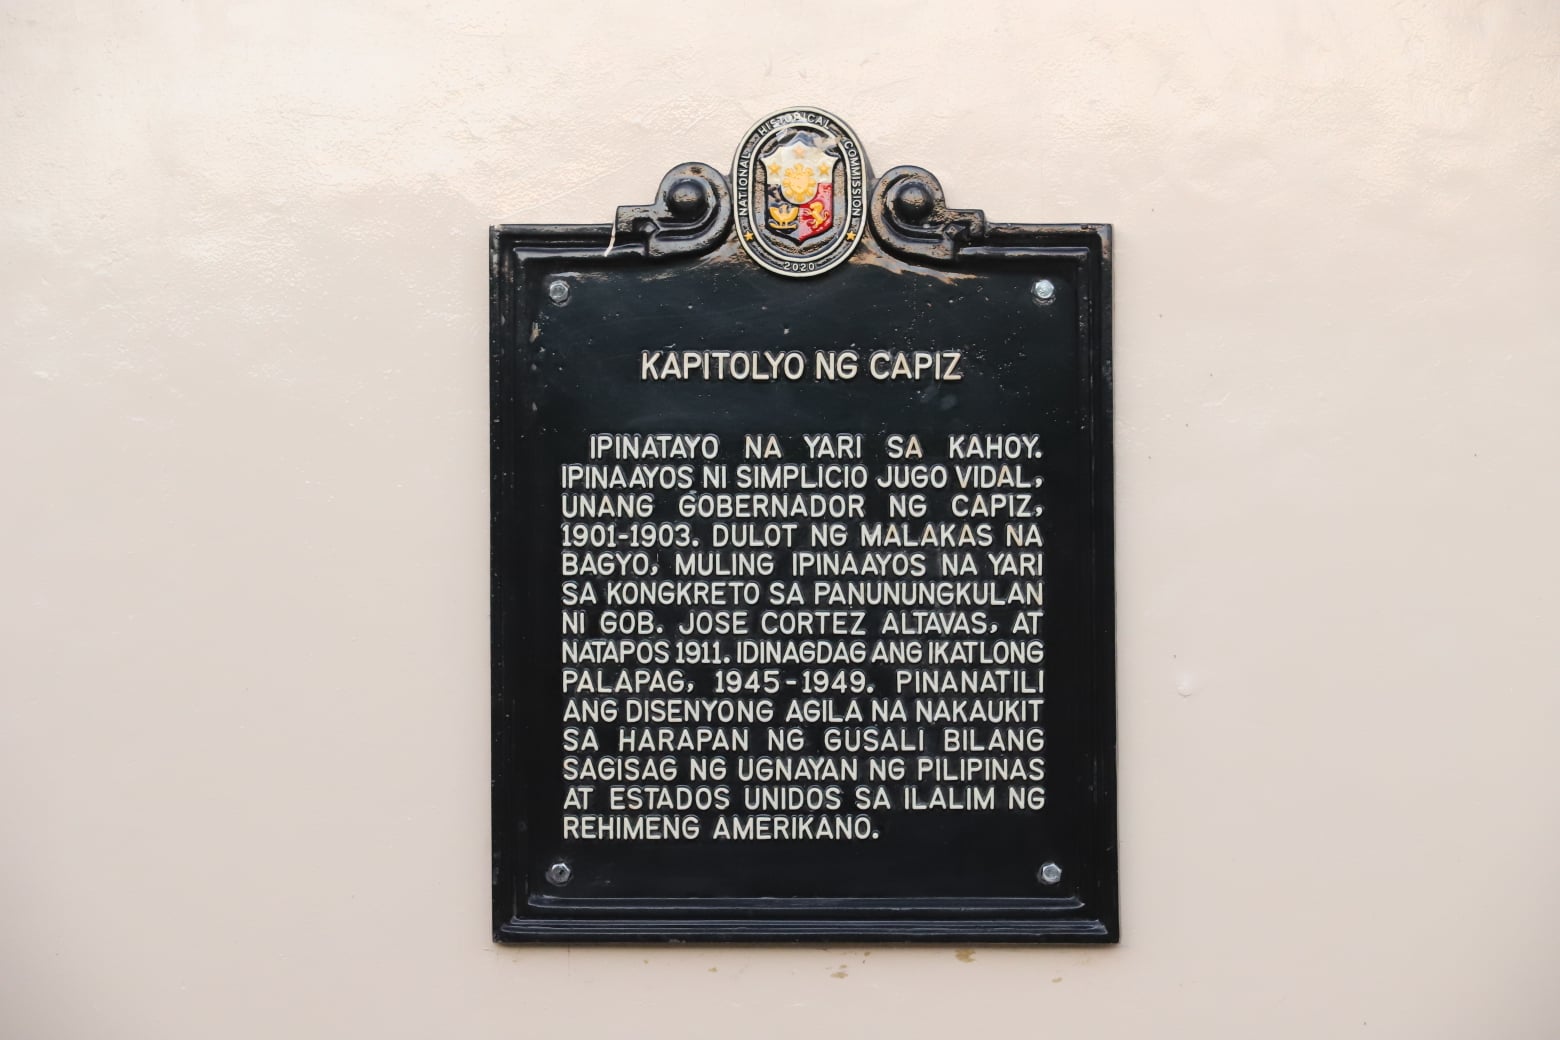 NATIONAL HISTORICAL COMMISSION
2020
KAPITOLYO NG CAPIZ
IPINATAYO NA YARI SA KAHOY.
IPINAAYOS NI SIMPLICIO JUGO VIDAL,
UNANG GOBERNADOR NG CAPIZ,
1901-1903. DULOT NG MALAKAS NA
BAGYO, MULING IPINAAYOS NA YARI
SA KONGKRETO SA PANUNUNGKULAN
NI GOB. JOSE CORTEZ ALTAVAS, AT
NATAPOS 1911. IDINAGDAG ANG IKATLONG
PALAPAG, 1945-1949. PINANATILI
ANG DISENYONG AGILA NA NAKAUKIT
SA HARAPAN NG GUSALI BILANG
SAGISAG NG UGNAYAN NG PILIPINAS
AT ESTADOS UNIDOS SA ILALIM NG
REHIMENG AMERIKANO.